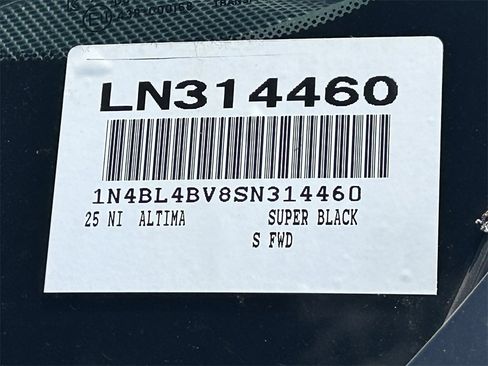 LN314460
1N4BL4BV8SN314460
25 NI ALTIMA SUPER BLACK
S FWD